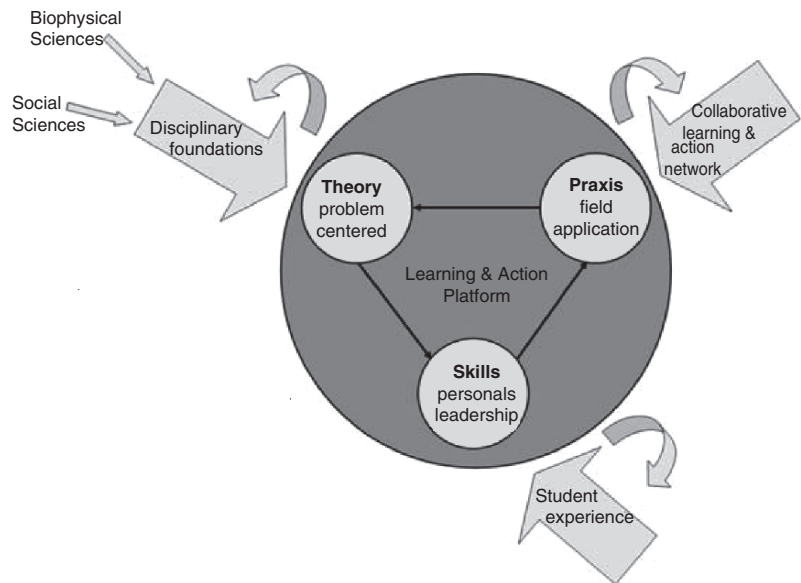 Biophysical
Sciences
Social
Sciences
Disciplinary
foundations
Collaborative
learning &
action
network
Theory
problem
centered
Praxis
field
application
Learning & Action
Platform
Skills
personals
leadership
Student
experience